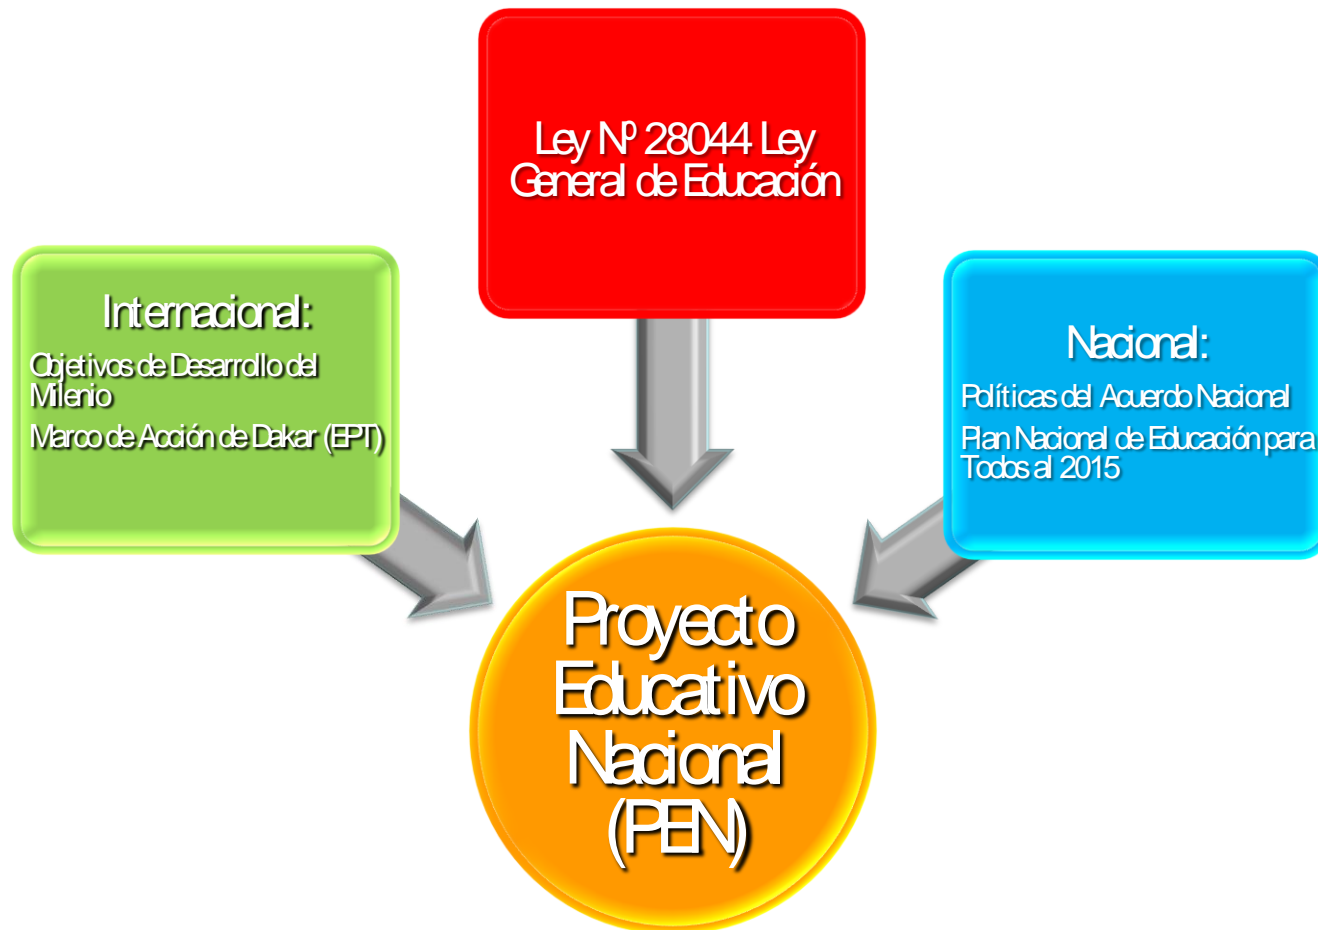 Ley Nº 28044 Ley
General de Educación
Internacional:
Objetivos de Desarrollo del
Milenio
Marco de Acción de Dakar (EPT)
Nacional:
Políticas del Acuerdo Nacional
Plan Nacional de Educación para
Todos al 2015
Proyecto
Educativo
Nacional
(PEN)